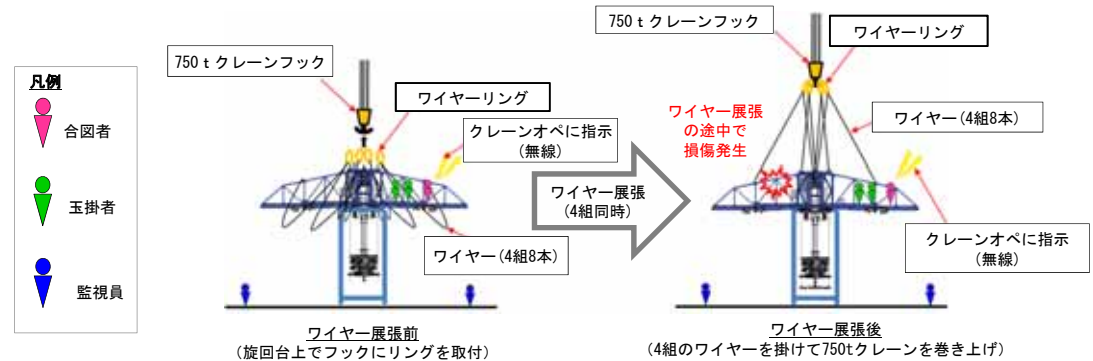 凡例
合図者
玉掛者
監視員
750ｔクレーンフック
ワイヤーリング
クレーンオペに指示
(無線)
ワイヤー(4組8本)
ワイヤー展張前
(旋回台上でフックにリングを取付)
ワイヤー展張
(4組同時)
750ｔクレーンフック
ワイヤーリング
ワイヤー展張
の途中で
損傷発生
ワイヤー(4組8本)
クレーンオペに指示
(無線)
ワイヤー展張後
(4組のワイヤーを掛けて750tクレーンを巻き上げ)